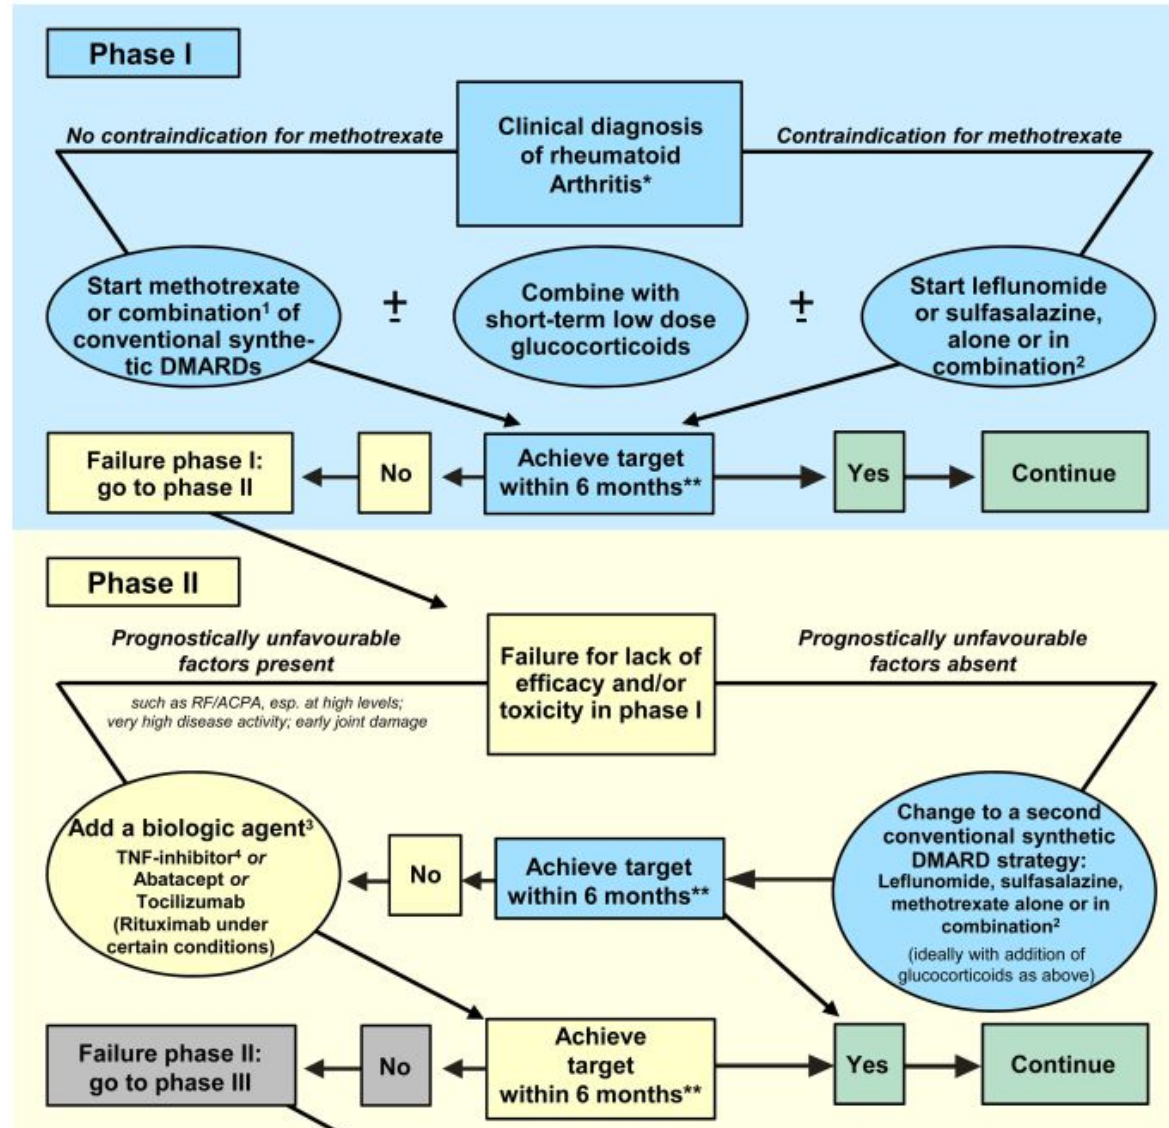 Phase I
No contraindication for methotrexate
Clinical diagnosis
of rheumatoid
Arthritis*
Contraindication for methotrexate
Start methotrexate
or combination¹ of
conventional synthe-
tic DMARDs
±
Combine with
short-term low dose
glucocorticoids
±
Start leflunomide
or sulfasalazine,
alone or in
combination²
Failure phase I:
go to phase II
No
Achieve target
within 6 months**
Yes
Continue
Phase II
Prognostically unfavourable
factors present
such as RF/ACPA, esp. at high levels;
very high disease activity; early joint damage
Failure for lack of
efficacy and/or
toxicity in phase I
Prognostically unfavourable
factors absent
Add a biologic agent³
TNF-inhibitor⁴ or
Abatacept or
Tocilizumab
(Rituximab under
certain conditions)
No
Achieve target
within 6 months**
Change to a second
conventional synthetic
DMARD strategy:
Leflunomide, sulfasalazine,
methotrexate alone or in
combination²
(ideally with addition of
glucocorticoids as above)
Failure phase II:
go to phase III
No
Achieve
target
within 6 months**
Yes
Continue